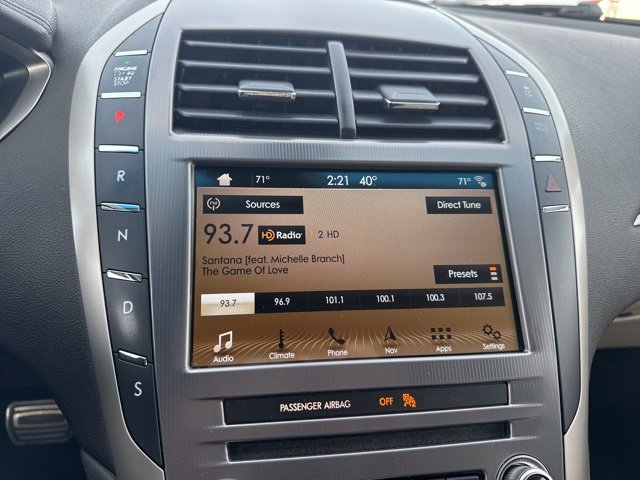 ENGINE
START
STOP
P
R
N
D
S
71° 2:21 40° 71°
FM Sources Direct Tune
93.7 HD Radio 2 HD
Santana [feat. Michelle Branch]
The Game Of Love
Presets
93.7 96.9 101.1 100.1 100.3 107.5
Audio Climate Phone Nav Apps Settings
PASSENGER AIRBAG OFF